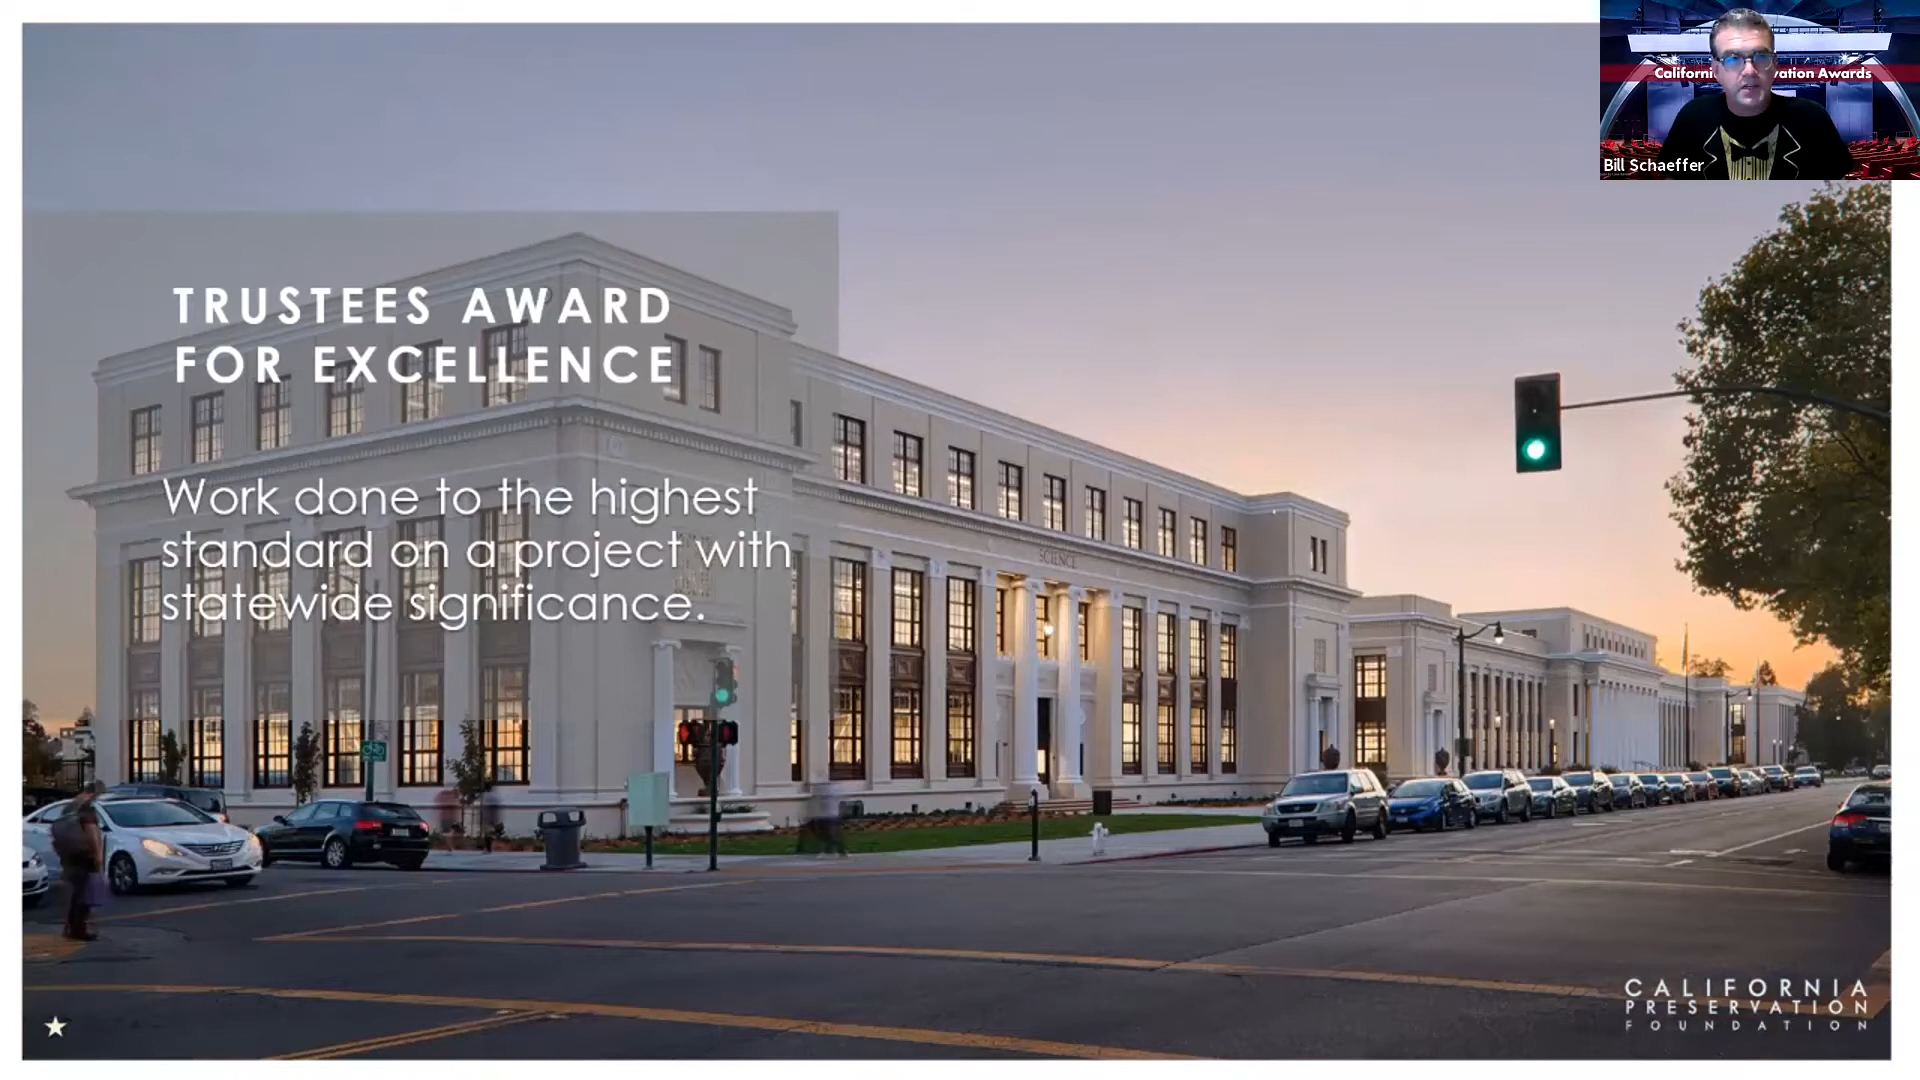 Californi vation Awards
Bill Schaeffer
TRUSTEES AWARD
FOR EXCELLENCE
Work done to the highest
standard on a project with
statewide significance.
SCIENCE
CALIFORNIA
PRESERVATION
FOUNDATION